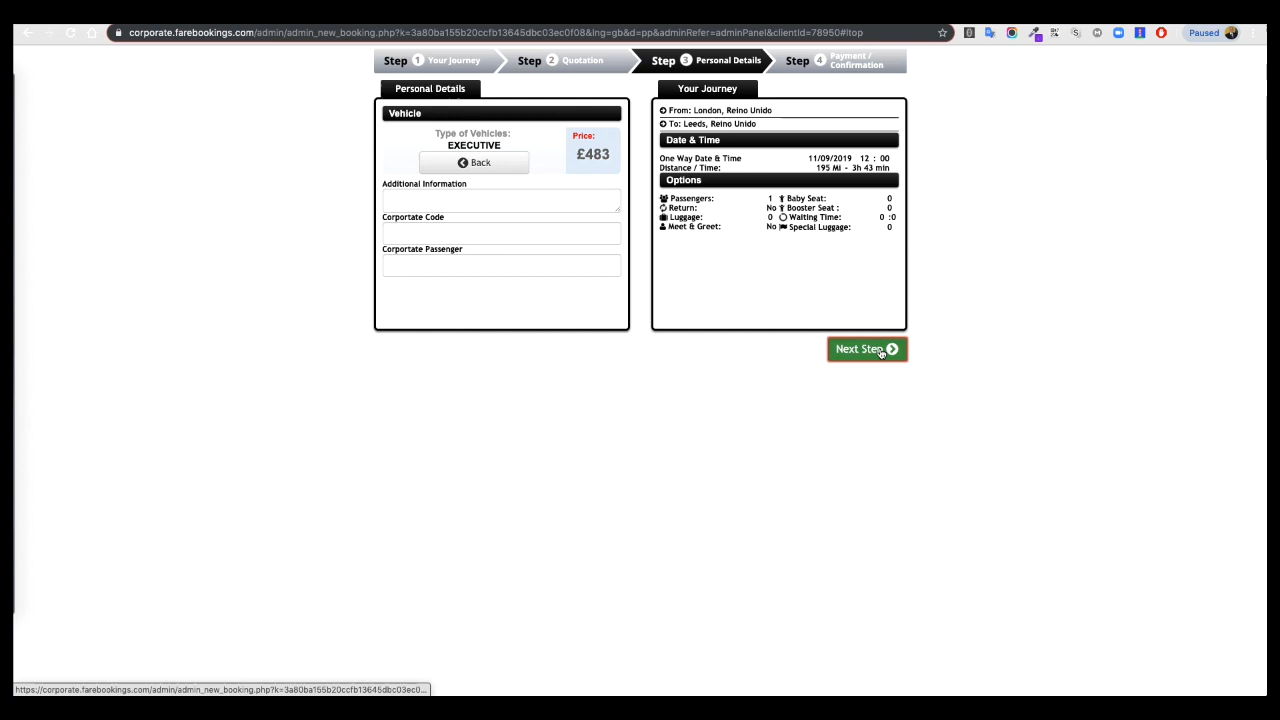 corporate.farebookings.com/admin/admin_new_booking.php?k=3a80ba155b20ccfb13645dbc03ec0f08&lng=gb&d=pp&adminRefer=adminPanel&clientId=78950#!top
Paused
Step 1 Your Journey
Step 2 Quotation
Step 3 Personal Details
Step 4 Payment / Confirmation
Personal Details
Vehicle
Type of Vehicles:
EXECUTIVE
Price:
£483
Back
Additional Information
Corportate Code
Corportate Passenger
Your Journey
From: London, Reino Unido
To: Leeds, Reino Unido
Date & Time
One Way Date & Time 11/09/2019 12 : 00
Distance / Time: 195 Mi - 3h 43 min
Options
Passengers: 1 Baby Seat: 0
Return: No Booster Seat : 0
Luggage: 0 Waiting Time: 0 :0
Meet & Greet: No Special Luggage: 0
Next Step
https://corporate.farebookings.com/admin/admin_new_booking.php?k=3a80ba155b20ccfb13645dbc03ec0...